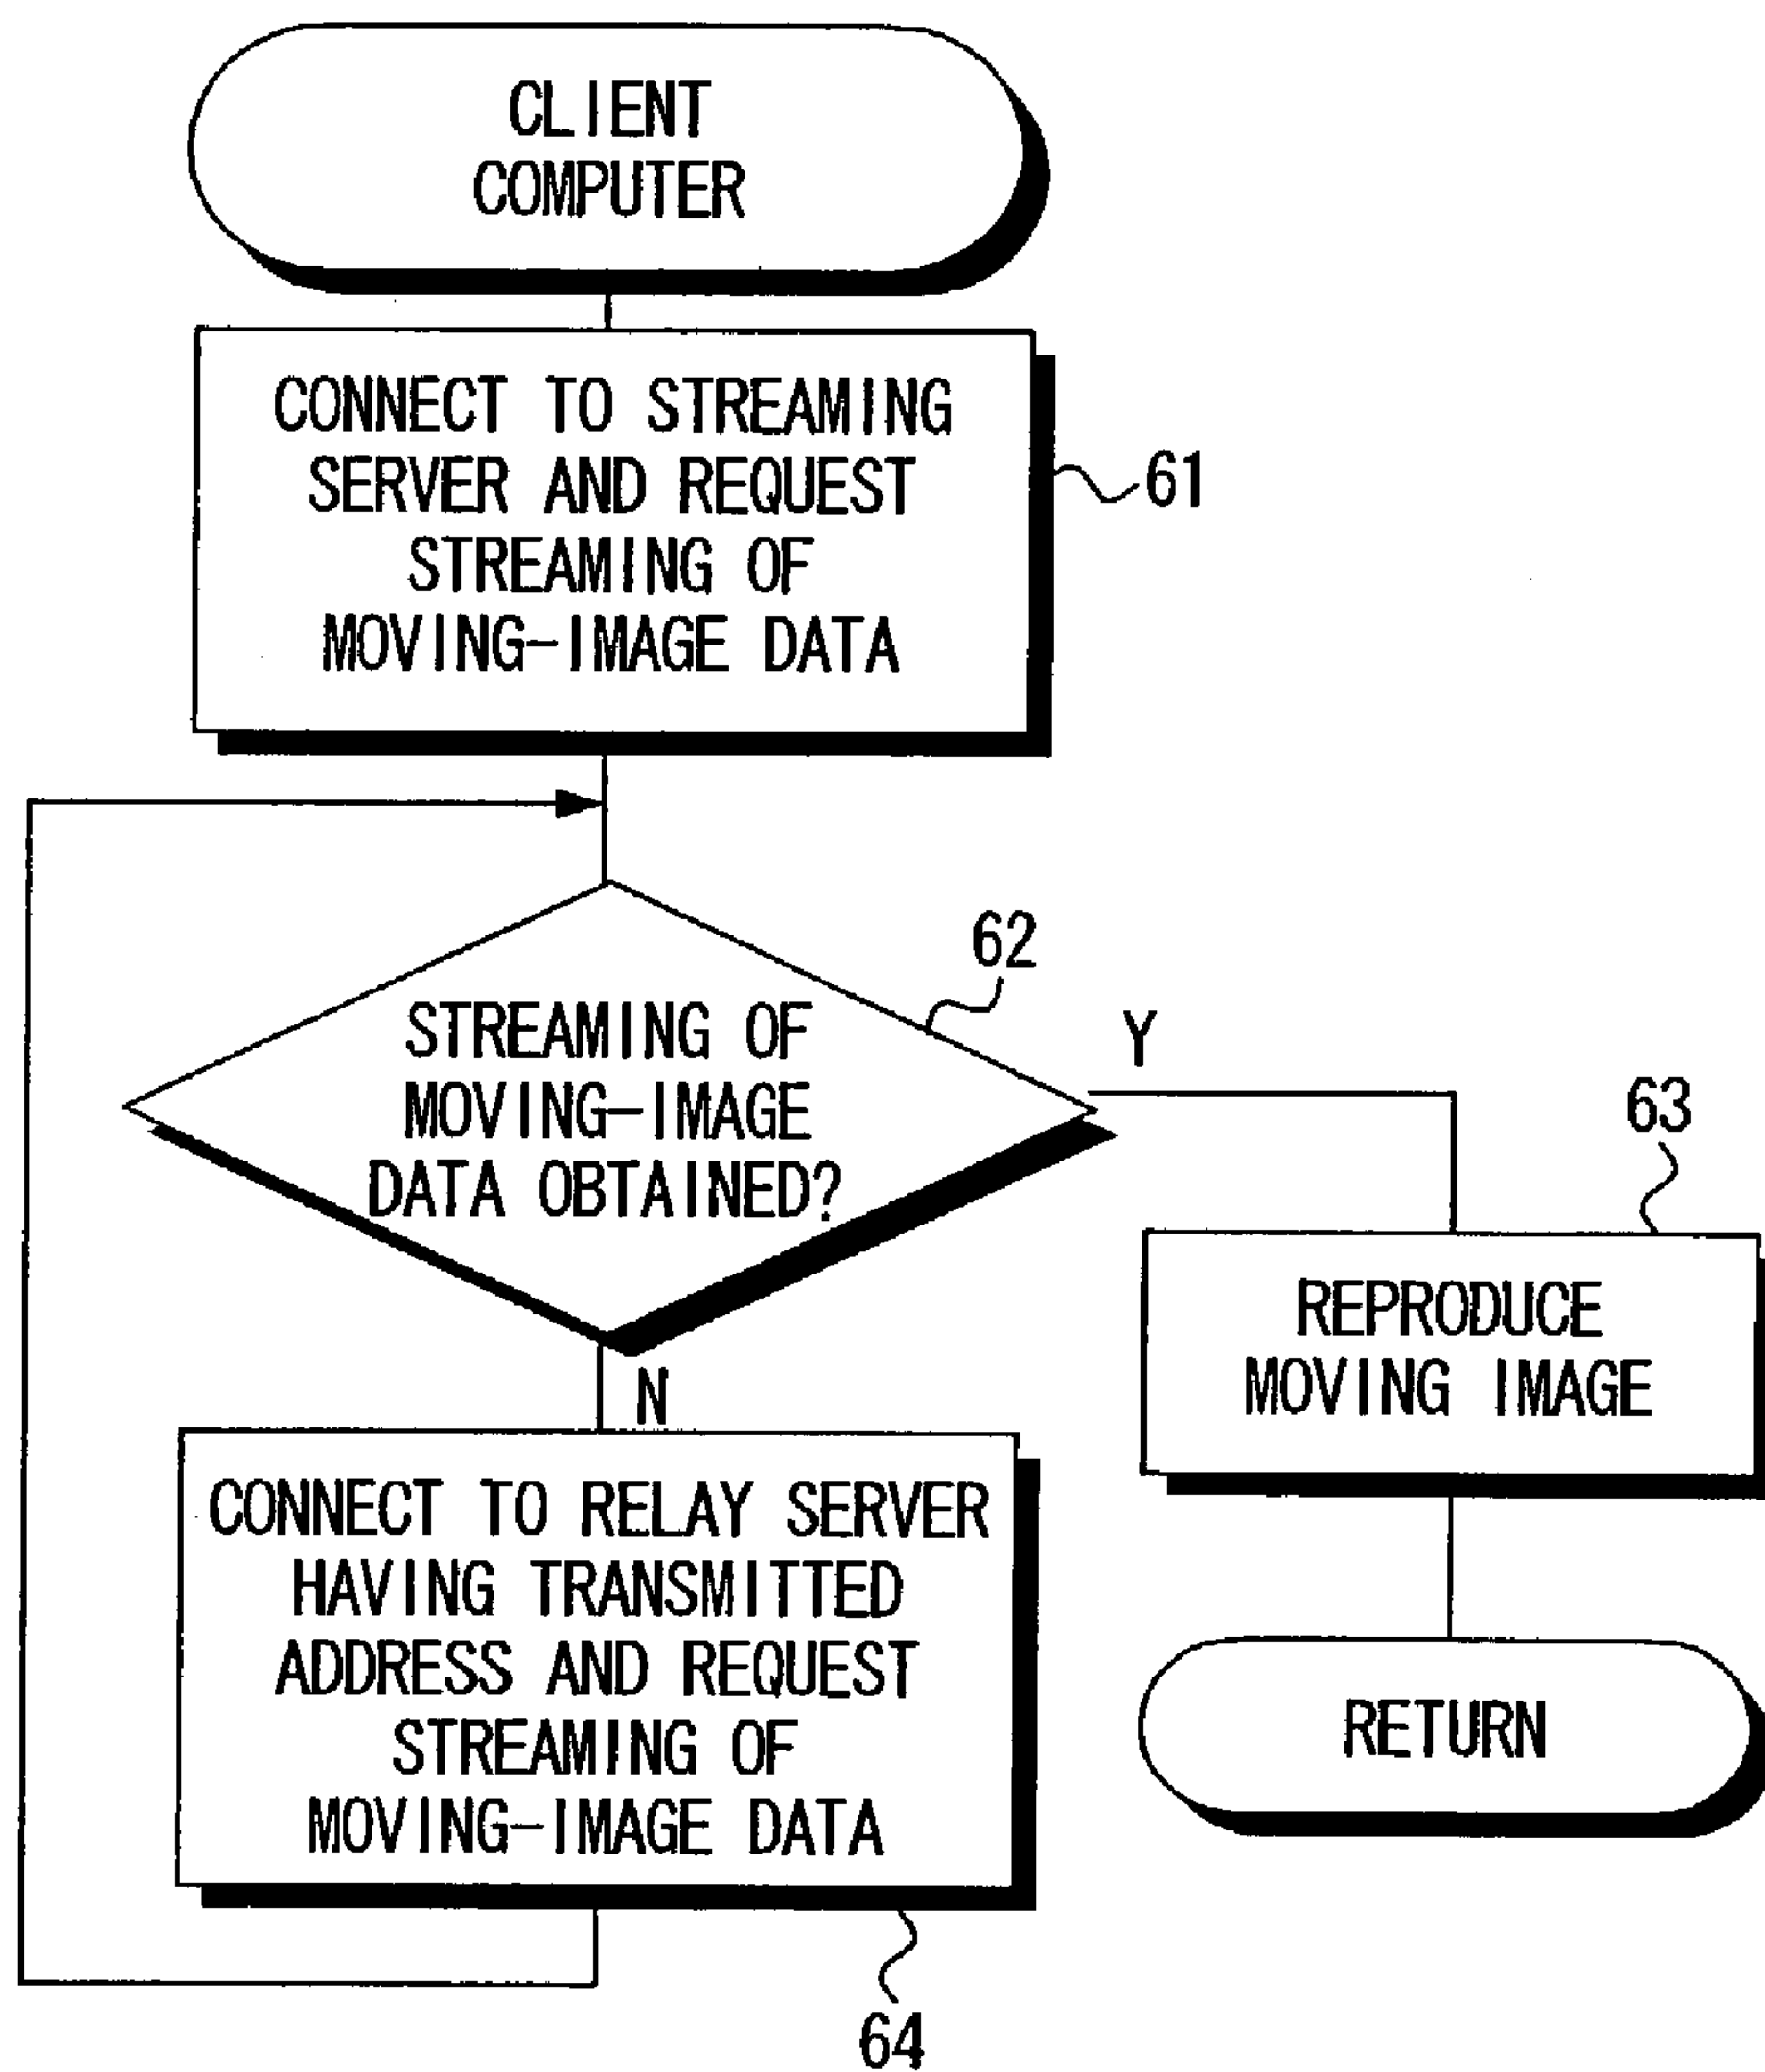 CLIENT
COMPUTER
CONNECT TO STREAMING
SERVER AND REQUEST
STREAMING OF
MOVING-IMAGE DATA
61
62
STREAMING OF
MOVING-IMAGE
DATA OBTAINED?
Y
N
63
REPRODUCE
MOVING IMAGE
CONNECT TO RELAY SERVER
HAVING TRANSMITTED
ADDRESS AND REQUEST
STREAMING OF
MOVING-IMAGE DATA
64
RETURN